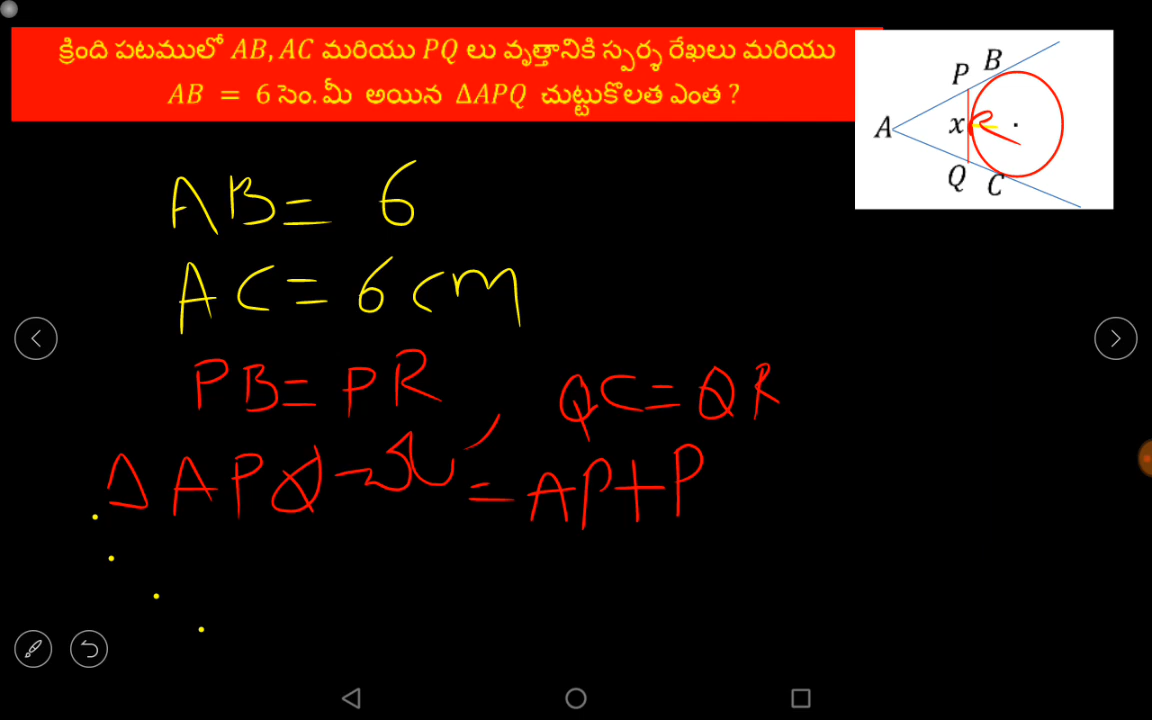 క్రింది పటములో AB, AC మరియు PQ లు వృత్తానికి స్పర్శ రేఖలు మరియు
AB = 6 సెం.మీ అయిన ΔAPQ చుట్టుకొలత ఎంత ?
P B
A x R
Q C
AB = 6
AC = 6 cm
PB = PR QC = QR
Δ APQ = AP + P